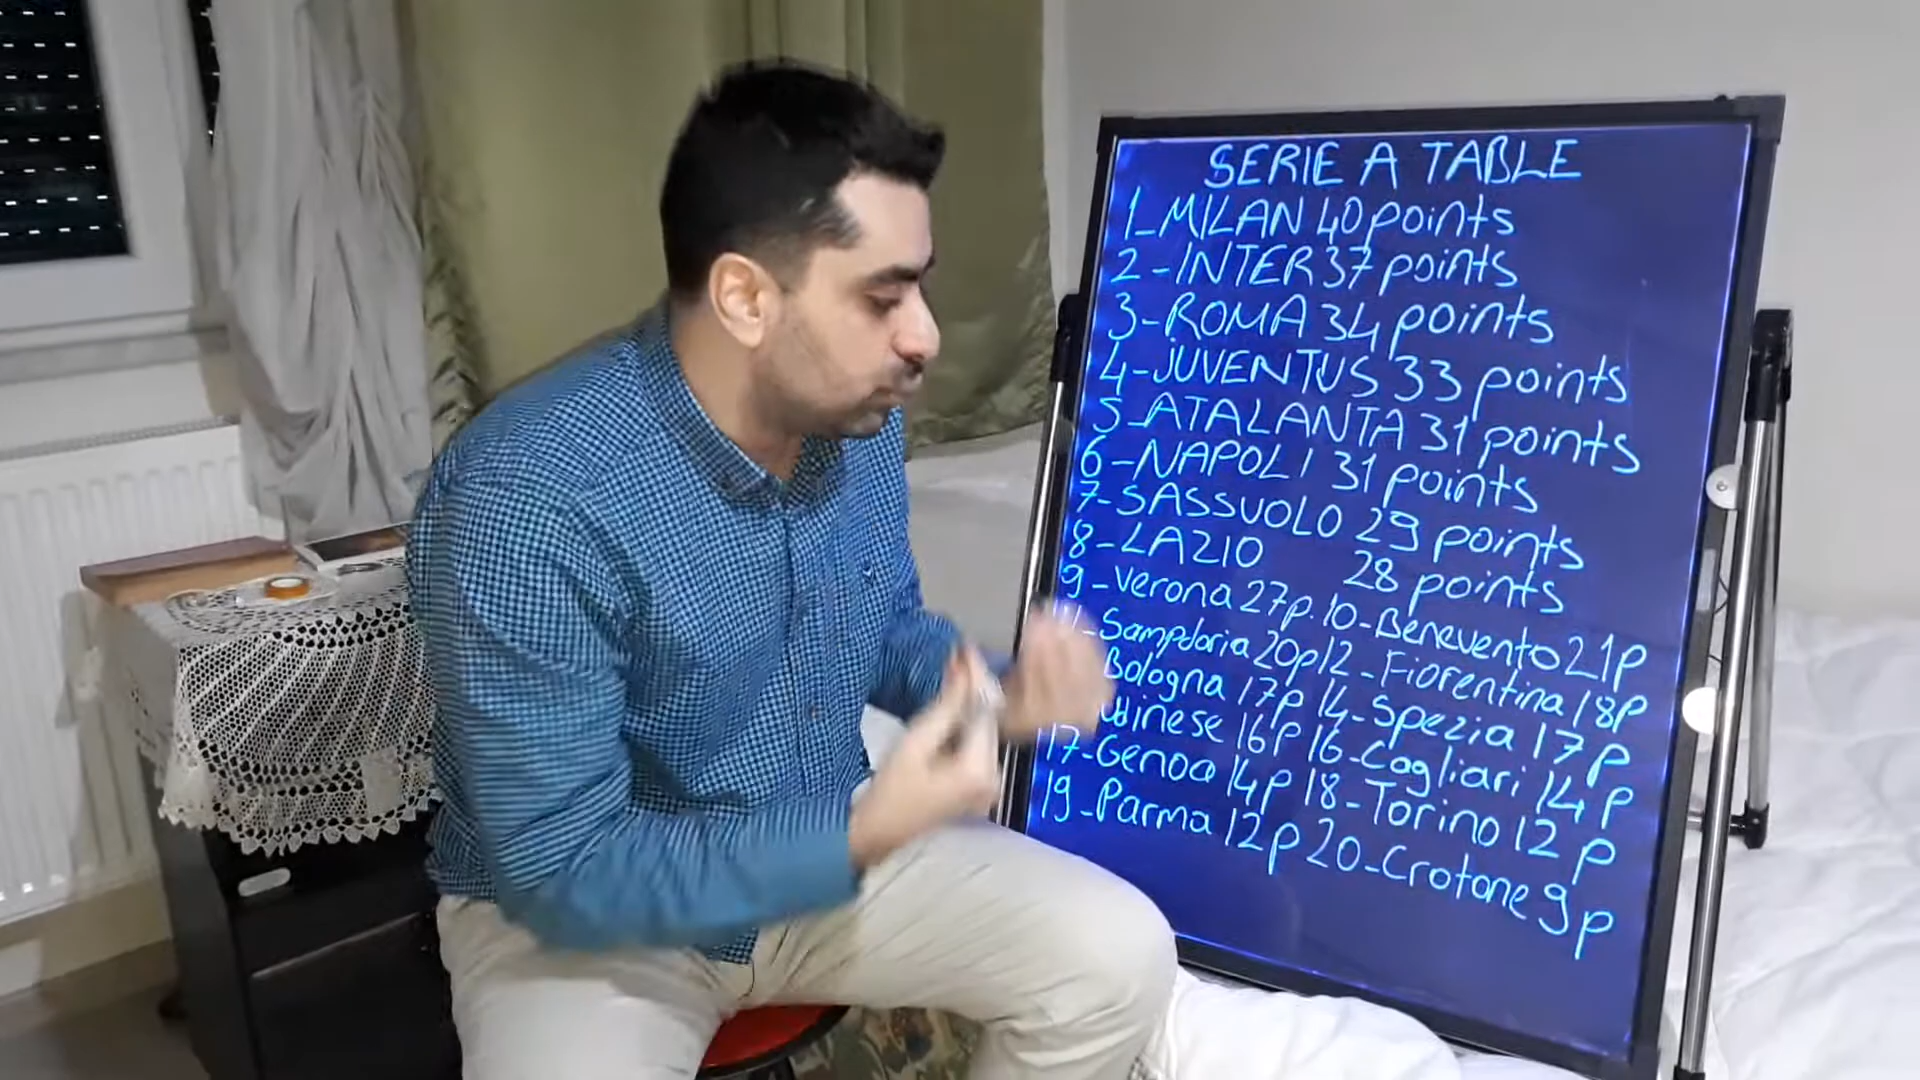 SERIE A TABLE
1_MILAN 40 points
2-INTER 37 points
3-ROMA 34 points
4-JUVENTUS 33 points
5-ATALANTA 31 points
6-NAPOLI 31 points
7-SASSUOLO 29 points
8-LAZIO 28 points
9-Verona 27p. 10-Benevento 21p
-Sampdoria 20p 12-Fiorentina 18p
Bologna 17p 14-Spezia 17p
Udinese 16p 16-Cagliari 14p
17-Genoa 14p 18-Torino 12p
19-Parma 12p 20-Crotone 9p